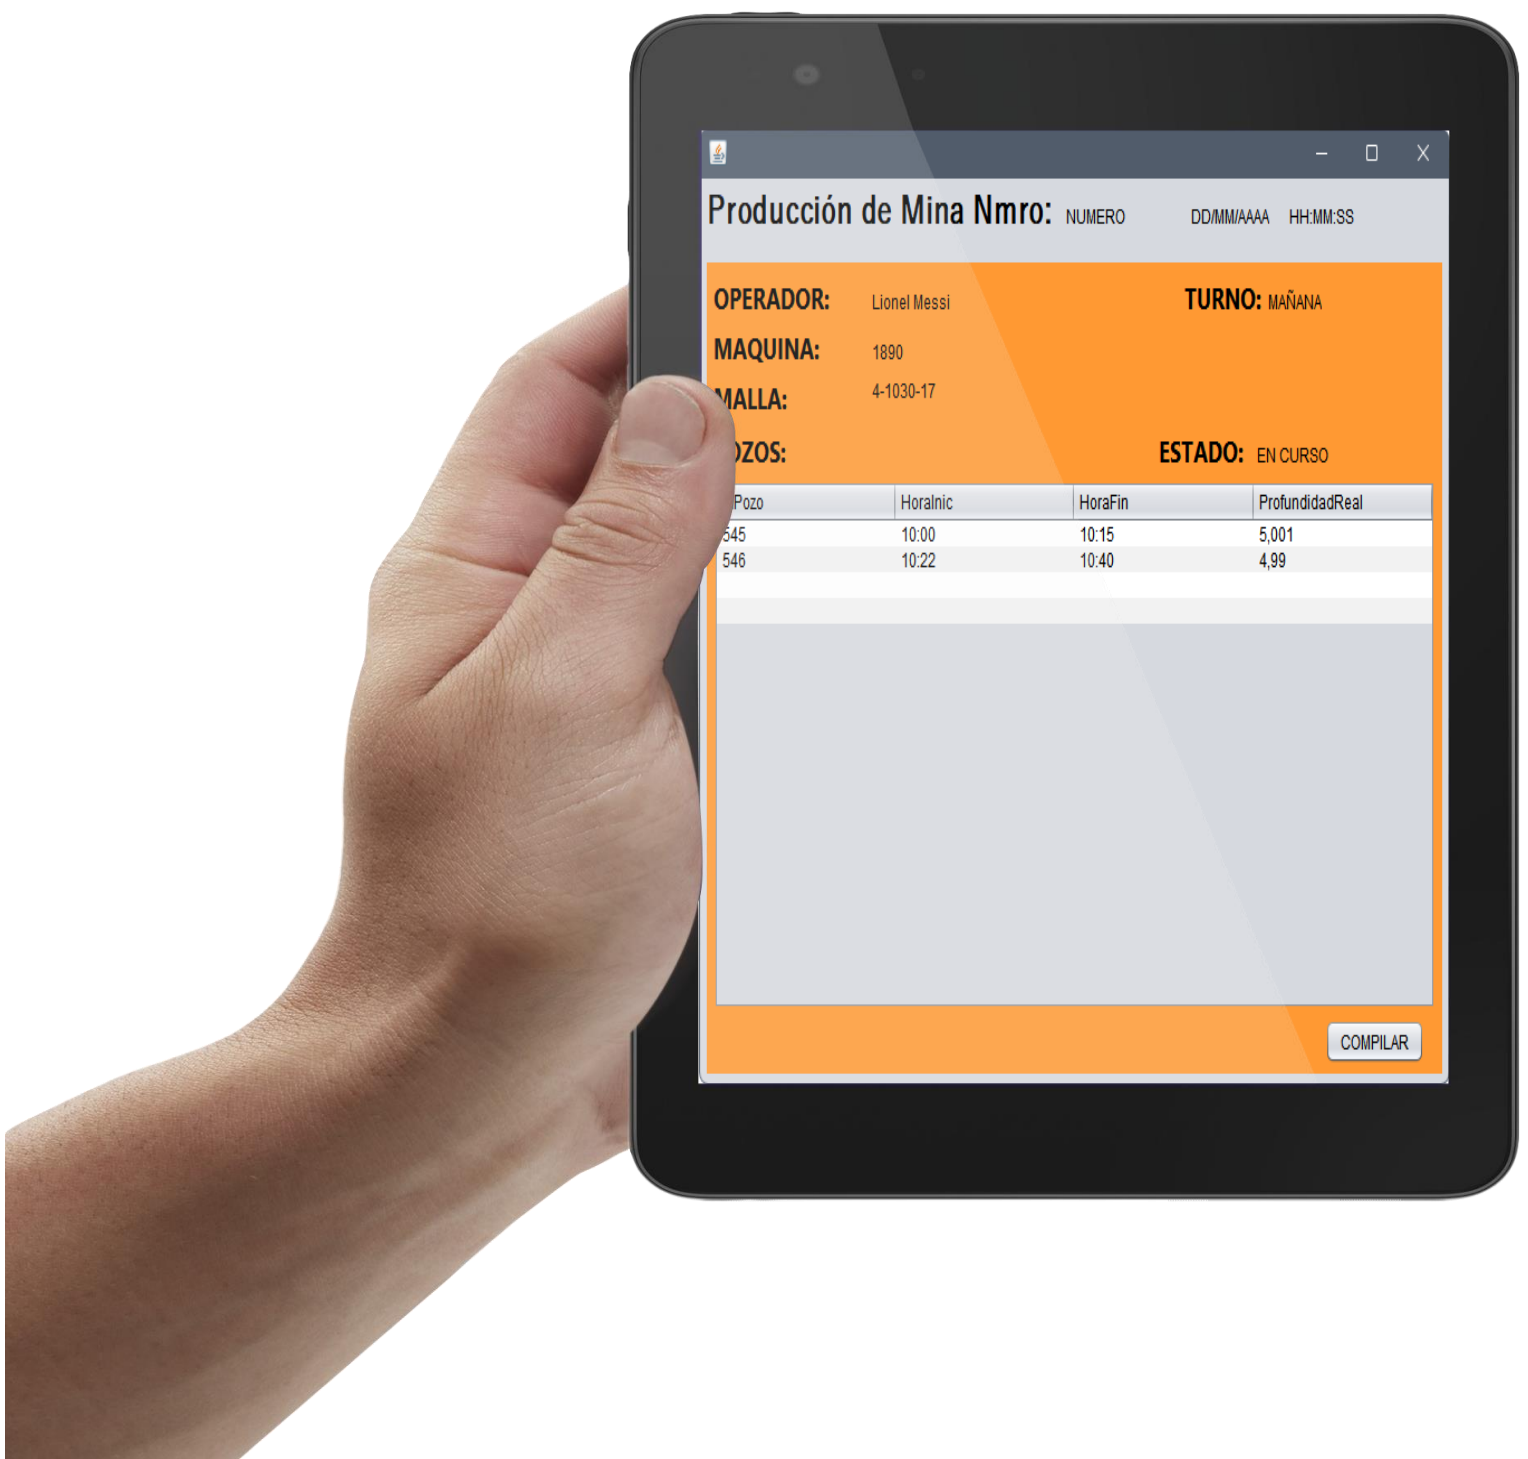 Producción de Mina Nmro: NUMERO DD/MM/AAAA HH:MM:SS
OPERADOR: Lionel Messi TURNO: MAÑANA
MAQUINA: 1890
MALLA: 4-1030-17
OZOS: ESTADO: EN CURSO
Pozo HoraInic HoraFin ProfundidadReal
545 10:00 10:15 5,001
546 10:22 10:40 4,99
COMPILAR